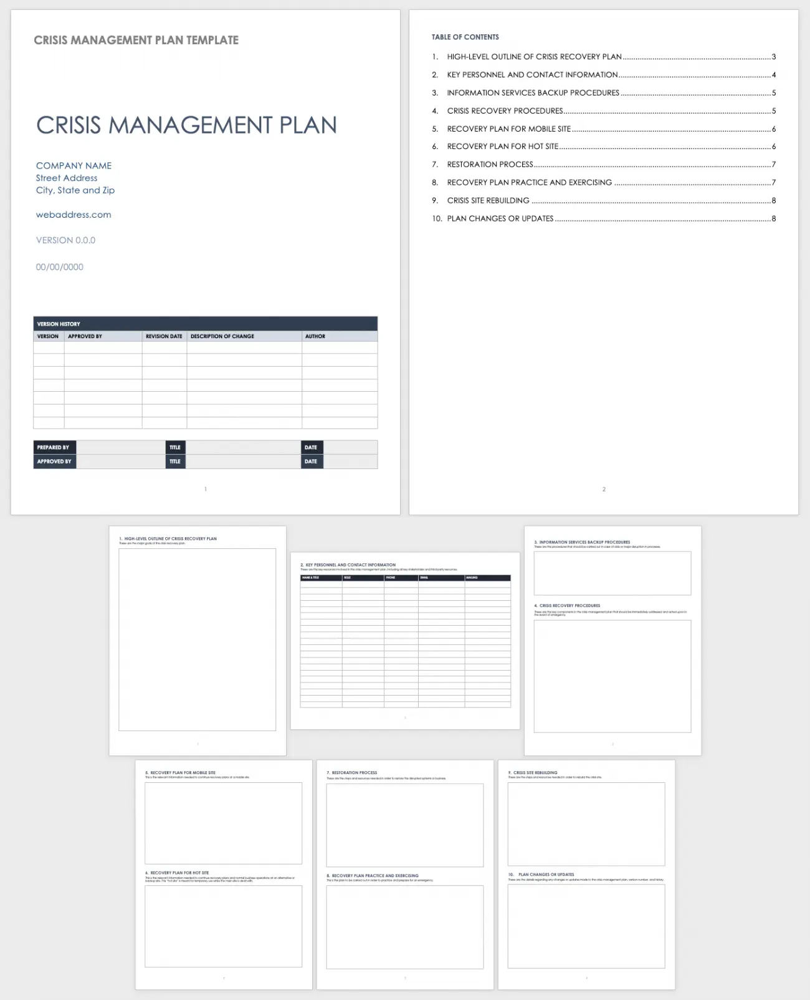 CRISIS MANAGEMENT PLAN TEMPLATE
CRISIS MANAGEMENT PLAN
COMPANY NAME
Street Address
City, State and Zip
webaddress.com
VERSION 0.0.0
00/00/0000
VERSION HISTORY
VERSION APPROVED BY REVISION DATE DESCRIPTION OF CHANGE AUTHOR
PREPARED BY TITLE DATE
APPROVED BY TITLE DATE
1
TABLE OF CONTENTS
1. HIGH-LEVEL OUTLINE OF CRISIS RECOVERY PLAN 3
2. KEY PERSONNEL AND CONTACT INFORMATION 4
3. INFORMATION SERVICES BACKUP PROCEDURES 5
4. CRISIS RECOVERY PROCEDURES 5
5. RECOVERY PLAN FOR MOBILE SITE 6
6. RECOVERY PLAN FOR HOT SITE 6
7. RESTORATION PROCESS 7
8. RECOVERY PLAN PRACTICE AND EXERCISING 7
9. CRISIS SITE REBUILDING 8
10. PLAN CHANGES OR UPDATES 8
2
1. HIGH-LEVEL OUTLINE OF CRISIS RECOVERY PLAN
These are the major goals of the crisis recovery plan.
2. KEY PERSONNEL AND CONTACT INFORMATION
These are the key resources involved in the crisis management plan, including all key stakeholders and third party resources.
NAME & TITLE ROLE PHONE EMAIL MAILING
3. INFORMATION SERVICES BACKUP PROCEDURES
These are the procedures that should be carried out in case of crisis or major disruption in processes.
4. CRISIS RECOVERY PROCEDURES
These are the key components in the crisis management plan that should be immediately addressed and acted upon in
the event of emergency.
5. RECOVERY PLAN FOR MOBILE SITE
This is the relevant information needed to continue recovery plans at a mobile site.
6. RECOVERY PLAN FOR HOT SITE
This is the relevant information needed to continue recovery plans and normal business operations at an alternative or
backup site. This "hot site" is meant for temporary use while the main site is dealt with.
7. RESTORATION PROCESS
These are the steps and resources needed in order to restore the disrupted systems or business.
8. RECOVERY PLAN PRACTICE AND EXERCISING
This is the plan to be carried out in order to practice and prepare for an emergency.
9. CRISIS SITE REBUILDING
These are the steps and resources needed in order to rebuild the crisis site.
10. PLAN CHANGES OR UPDATES
These are the details regarding any changes or updates made to the crisis management plan, version number, and history.